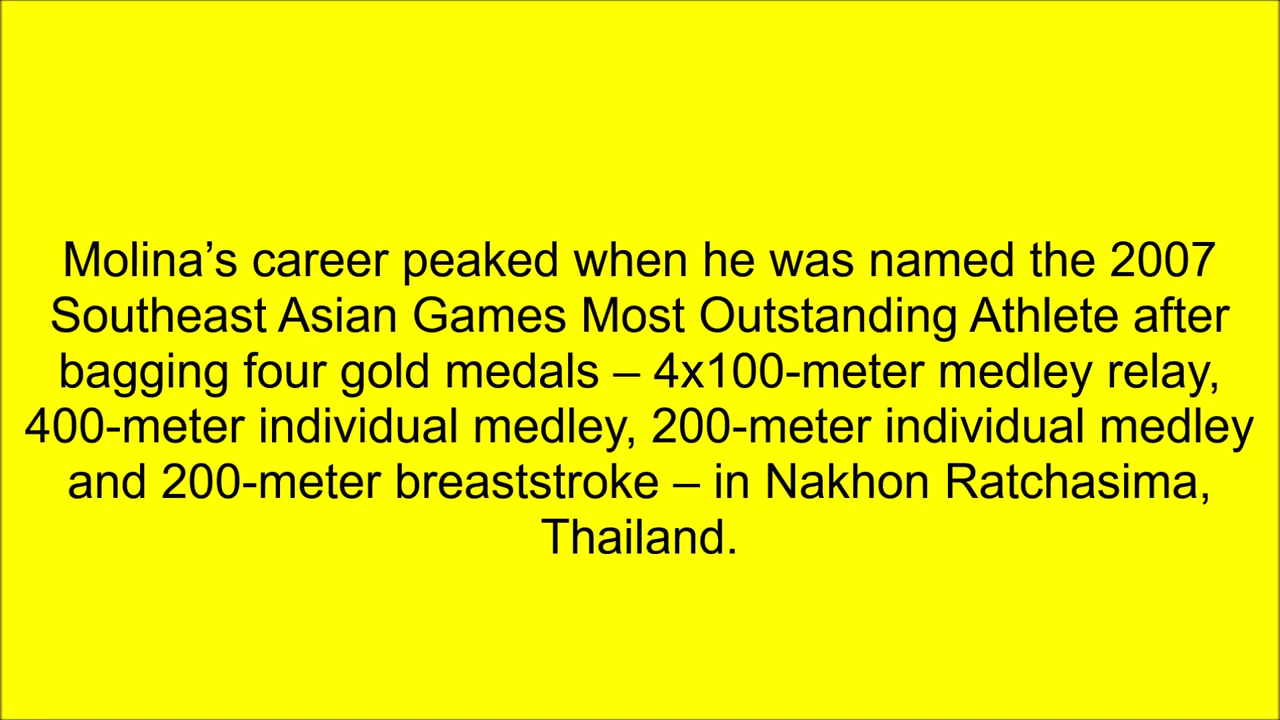 Molina’s career peaked when he was named the 2007
Southeast Asian Games Most Outstanding Athlete after
bagging four gold medals – 4x100-meter medley relay,
400-meter individual medley, 200-meter individual medley
and 200-meter breaststroke – in Nakhon Ratchasima,
Thailand.